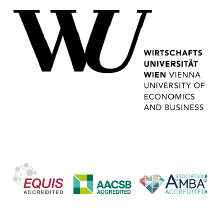 WU
WIRTSCHAFTS
UNIVERSITÄT
WIEN VIENNA
UNIVERSITY OF
ECONOMICS
AND BUSINESS
EQUIS
ACCREDITED
AACSB
ACCREDITED
ASSOCIATION
AMBA
ACCREDITED